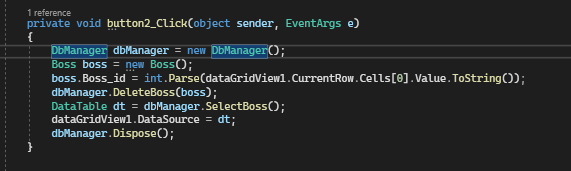 1 reference
private void button2_Click(object sender, EventArgs e)
{
DbManager dbManager = new DbManager();
Boss boss = new Boss();
boss.Boss_id = int.Parse(dataGridView1.CurrentRow.Cells[0].Value.ToString());
dbManager.DeleteBoss(boss);
DataTable dt = dbManager.SelectBoss();
dataGridView1.DataSource = dt;
dbManager.Dispose();
}